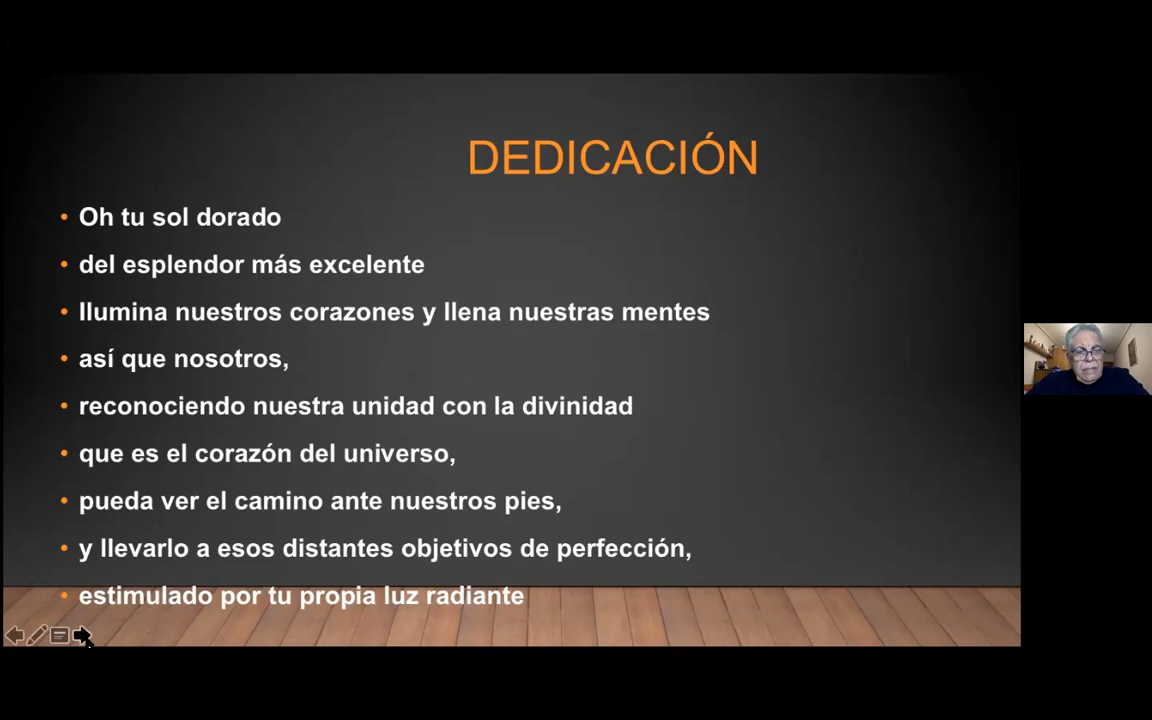 DEDICACIÓN
Oh tu sol dorado
del esplendor más excelente
Ilumina nuestros corazones y llena nuestras mentes
así que nosotros,
reconociendo nuestra unidad con la divinidad
que es el corazón del universo,
pueda ver el camino ante nuestros pies,
y llevarlo a esos distantes objetivos de perfección,
estimulado por tu propia luz radiante